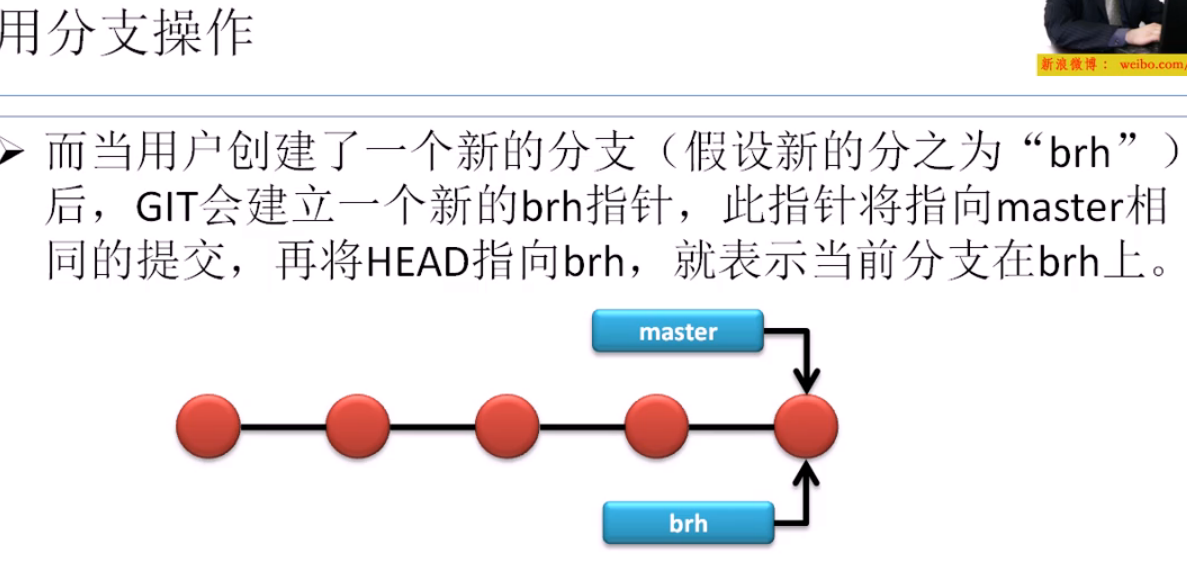 用分支操作
新浪微博： weibo.com/
而当用户创建了一个新的分支（假设新的分之为“brh”）
后，GIT会建立一个新的brh指针，此指针将指向master相
同的提交，再将HEAD指向brh，就表示当前分支在brh上。
master
brh